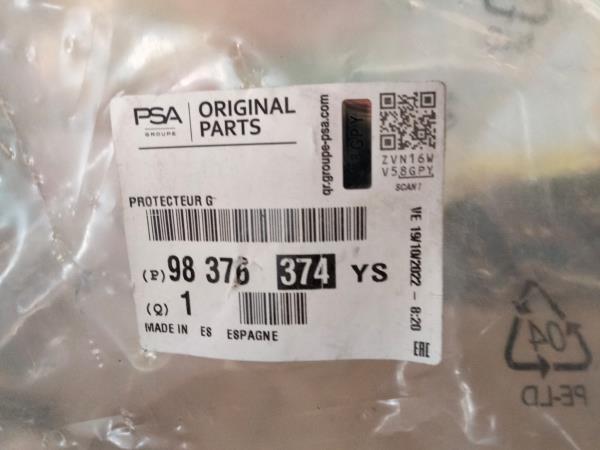 PSA
GROUPE
ORIGINAL
PARTS
qr.groupe-psa.com
GPY
ZVN16W
V58GPY
SCAN !
PROTECTEUR G
(P) 98 376 374 YS
(Q) 1
MADE IN ES ESPAGNE
VE 19/10/2022 - 8:20
EAC
04
PE-LD